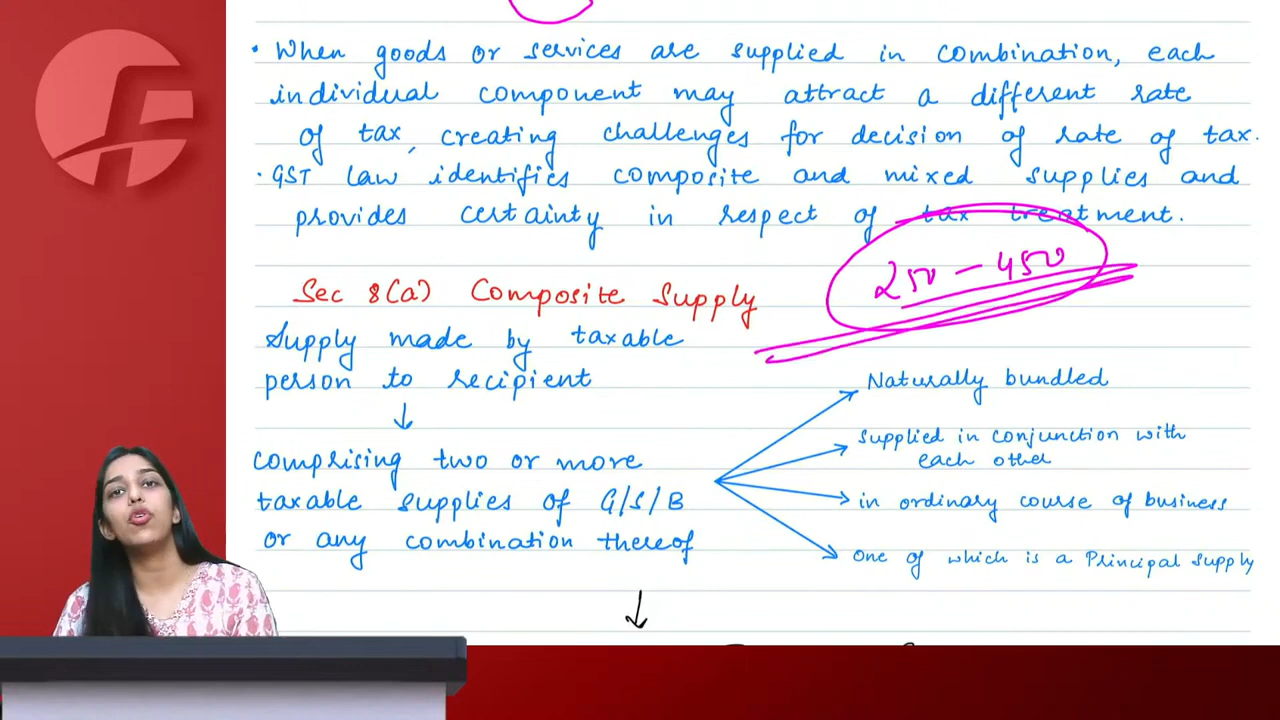 • When goods or services are supplied in combination, each
individual component may attract a different rate
of tax, creating challenges for decision of rate of tax.
• GST law identifies composite and mixed supplies and
provides certainty in respect of tax treatment.
250 - 450
Sec 8(a) Composite Supply
Supply made by taxable
person to recipient
↓
comprising two or more
taxable supplies of G/S/B
or any combination thereof
Naturally bundled
supplied in conjunction with
each other
in ordinary course of business
One of which is a Principal supply
↓